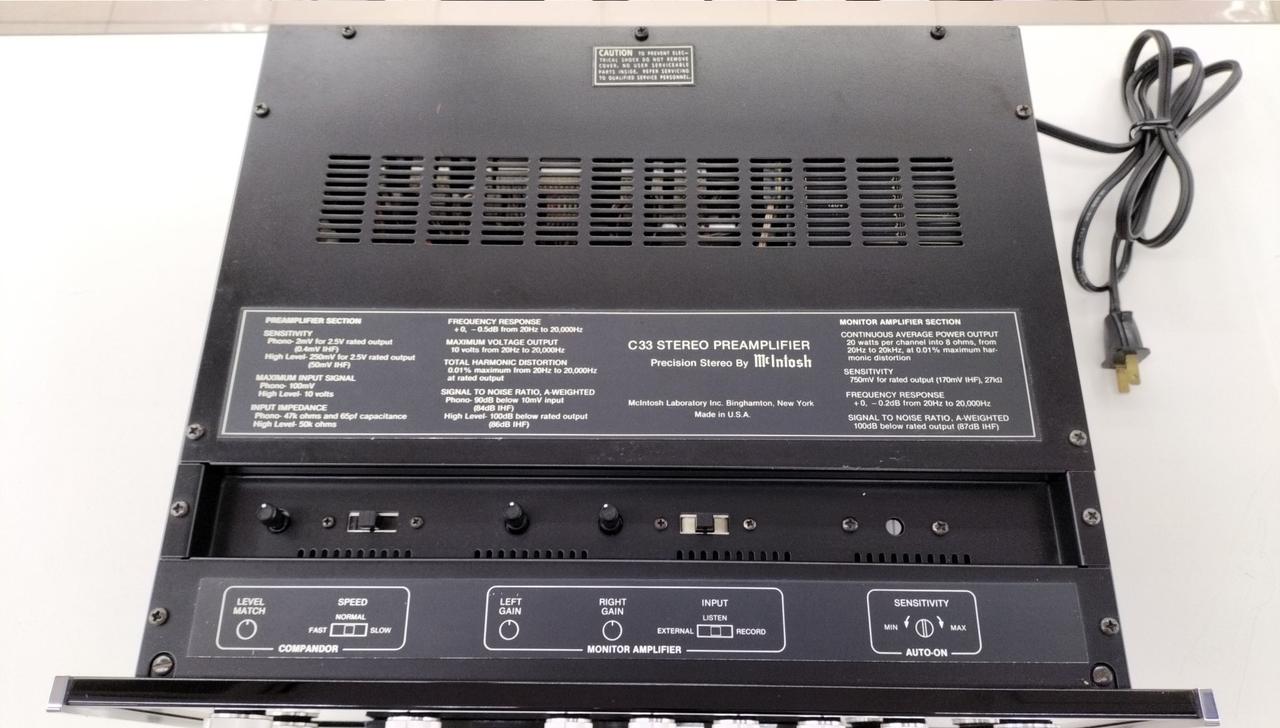 CAUTION TO PREVENT ELEC-
TRICAL SHOCK DO NOT REMOVE
COVER. NO USER SERVICEABLE
PARTS INSIDE. REFER SERVICING
TO QUALIFIED SERVICE PERSONNEL.
PREAMPLIFIER SECTION
SENSITIVITY
Phono- 2mV for 2.5V rated output
(0.4mV IHF)
High Level- 250mV for 2.5V rated output
(50mV IHF)
MAXIMUM INPUT SIGNAL
Phono- 100mV
High Level- 10 volts
INPUT IMPEDANCE
Phono- 47k ohms and 65pf capacitance
High Level- 50k ohms
FREQUENCY RESPONSE
+0, -0.5dB from 20Hz to 20,000Hz
MAXIMUM VOLTAGE OUTPUT
10 volts from 20Hz to 20,000Hz
TOTAL HARMONIC DISTORTION
0.01% maximum from 20Hz to 20,000Hz
at rated output
SIGNAL TO NOISE RATIO, A-WEIGHTED
Phono- 90dB below 10mV input
(84dB IHF)
High Level- 100dB below rated output
(86dB IHF)
C33 STEREO PREAMPLIFIER
Precision Stereo By McIntosh
McIntosh Laboratory Inc. Binghamton, New York
Made in U.S.A.
MONITOR AMPLIFIER SECTION
CONTINUOUS AVERAGE POWER OUTPUT
20 watts per channel into 8 ohms, from
20Hz to 20kHz, at 0.01% maximum har-
monic distortion
SENSITIVITY
750mV for rated output (170mV IHF), 27kΩ
FREQUENCY RESPONSE
+0, -0.2dB from 20Hz to 20,000Hz
SIGNAL TO NOISE RATIO, A-WEIGHTED
100dB below rated output (87dB IHF)
LEVEL
MATCH
SPEED
NORMAL
FAST SLOW
COMPANDOR
LEFT
GAIN
RIGHT
GAIN
INPUT
LISTEN
EXTERNAL RECORD
MONITOR AMPLIFIER
SENSITIVITY
MIN MAX
AUTO-ON